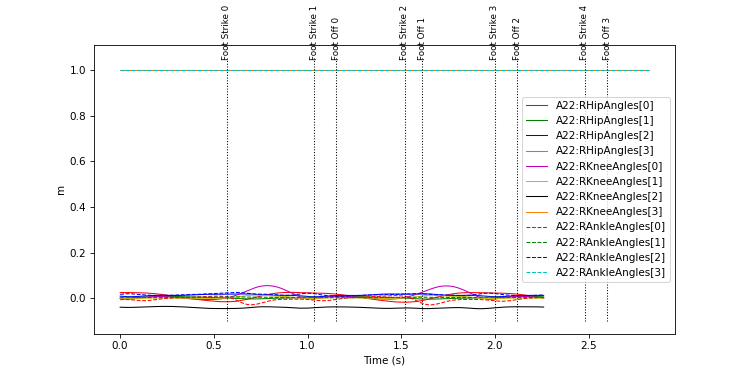 Foot Strike 0
Foot Strike 1
Foot Off 0
Foot Strike 2
Foot Off 1
Foot Strike 3
Foot Off 2
Foot Strike 4
Foot Off 3
1.0
0.8
0.6
0.4
0.2
0.0
m
A22:RHipAngles[0]
A22:RHipAngles[1]
A22:RHipAngles[2]
A22:RHipAngles[3]
A22:RKneeAngles[0]
A22:RKneeAngles[1]
A22:RKneeAngles[2]
A22:RKneeAngles[3]
A22:RAnkleAngles[0]
A22:RAnkleAngles[1]
A22:RAnkleAngles[2]
A22:RAnkleAngles[3]
0.0 0.5 1.0 1.5 2.0 2.5
Time (s)